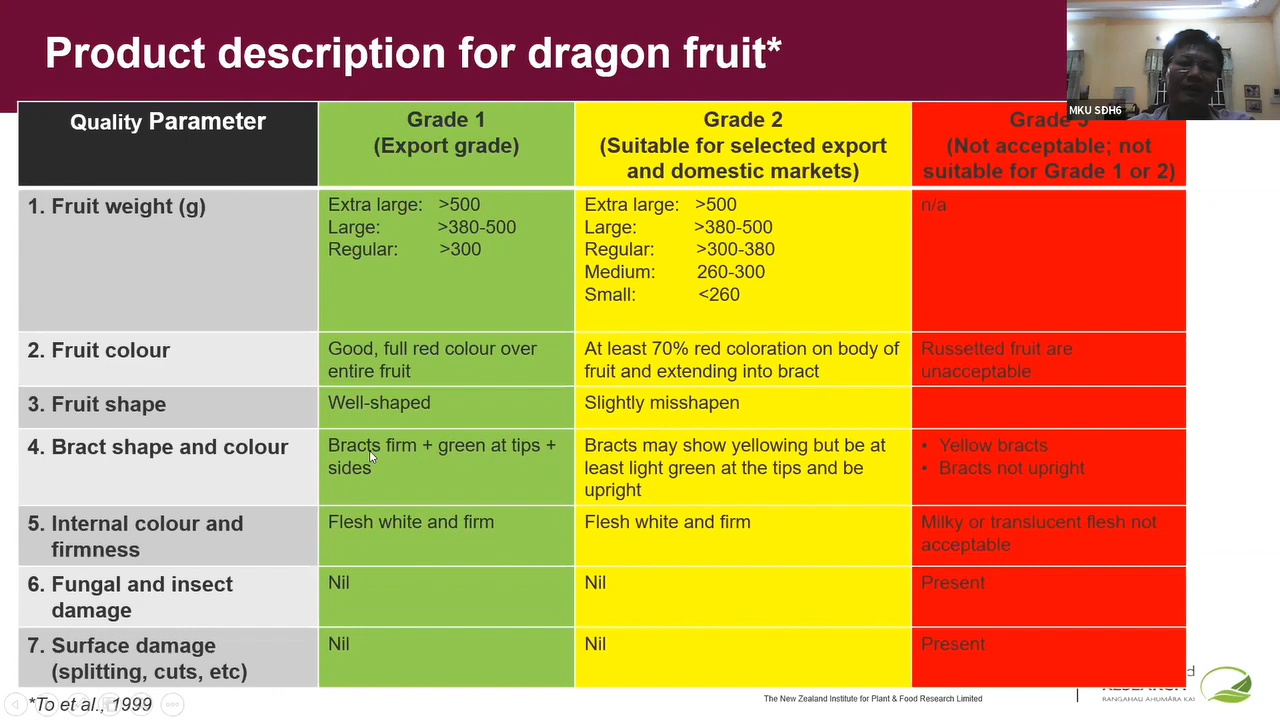 Product description for dragon fruit*
MKU SĐH6
Quality Parameter
Grade 1
(Export grade)
Grade 2
(Suitable for selected export
and domestic markets)
Grade
(Not acceptable; not
suitable for Grade 1 or 2)
1. Fruit weight (g)
Extra large: >500
Large: >380-500
Regular: >300
Extra large: >500
Large: >380-500
Regular: >300-380
Medium: 260-300
Small: <260
n/a
2. Fruit colour
Good, full red colour over
entire fruit
At least 70% red coloration on body of
fruit and extending into bract
Russetted fruit are
unacceptable
3. Fruit shape
Well-shaped
Slightly misshapen
4. Bract shape and colour
Bracts firm + green at tips +
sides
Bracts may show yellowing but be at
least light green at the tips and be
upright
• Yellow bracts
• Bracts not upright
5. Internal colour and
firmness
Flesh white and firm
Flesh white and firm
Milky or translucent flesh not
acceptable
6. Fungal and insect
damage
Nil
Nil
Present
7. Surface damage
(splitting, cuts, etc)
Nil
Nil
Present
*To et al., 1999
The New Zealand Institute for Plant & Food Research Limited
RANGAHAU AHUMĀRA KAI